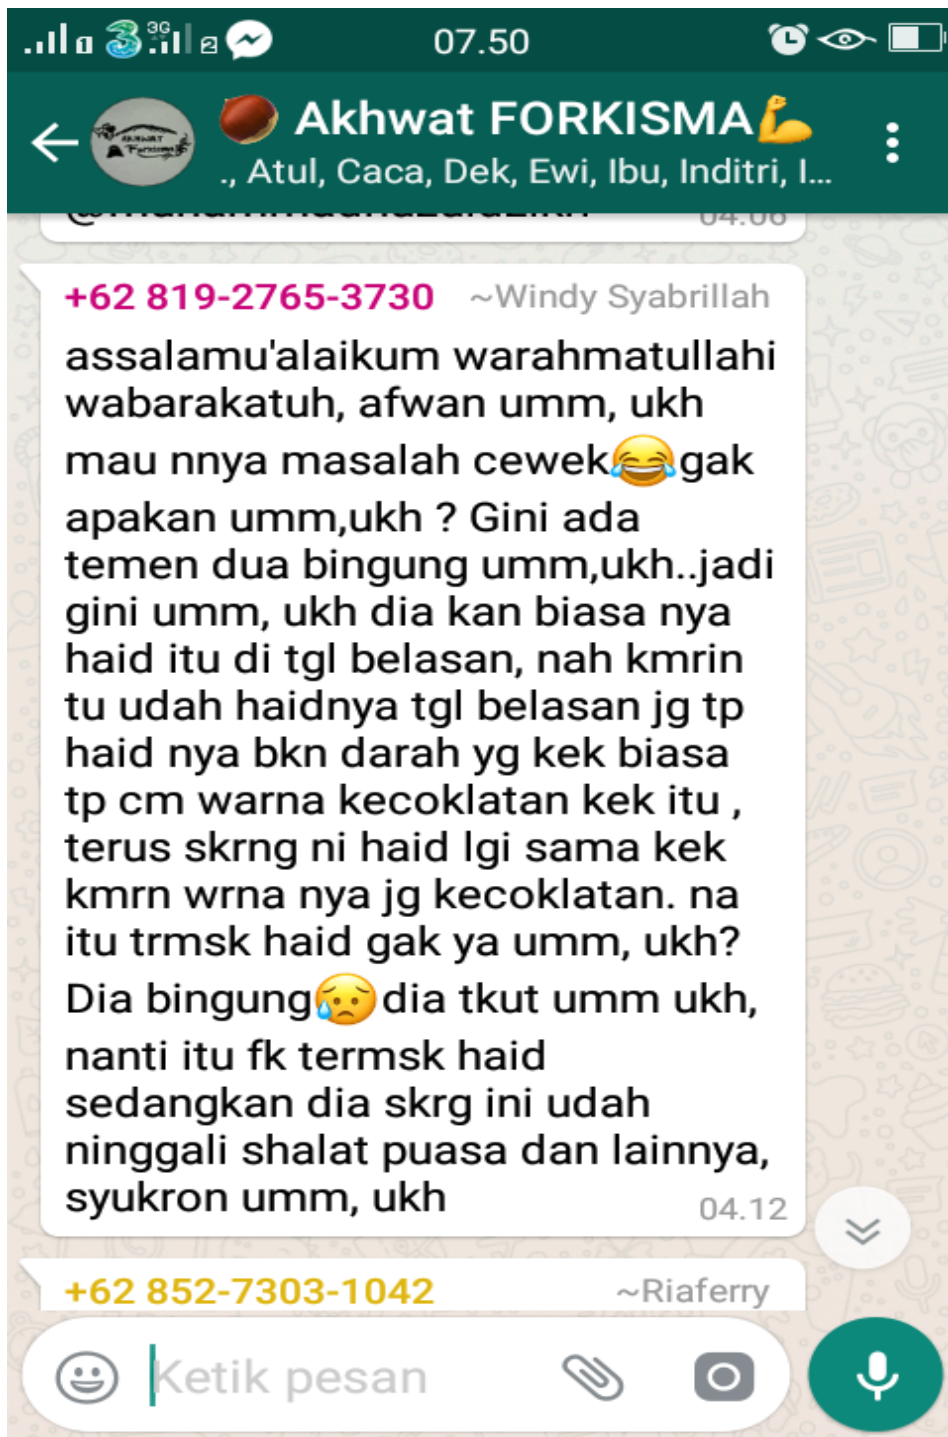 3G
1
2
07.50
Akhwat FORKISMA
., Atul, Caca, Dek, Ewi, Ibu, Inditri, I...
04.06
+62 819-2765-3730 ~Windy Syabrillah
assalamu'alaikum warahmatullahi
wabarakatuh, afwan umm, ukh
mau nnya masalah cewek😂gak
apakan umm,ukh ? Gini ada
temen dua bingung umm,ukh..jadi
gini umm, ukh dia kan biasa nya
haid itu di tgl belasan, nah kmrin
tu udah haidnya tgl belasan jg tp
haid nya bkn darah yg kek biasa
tp cm warna kecoklatan kek itu ,
terus skrng ni haid lgi sama kek
kmrn wrna nya jg kecoklatan. na
itu trmsk haid gak ya umm, ukh?
Dia bingung😥dia tkut umm ukh,
nanti itu fk termsk haid
sedangkan dia skrg ini udah
ninggali shalat puasa dan lainnya,
syukron umm, ukh
04.12
+62 852-7303-1042 ~Riaferry
Ketik pesan